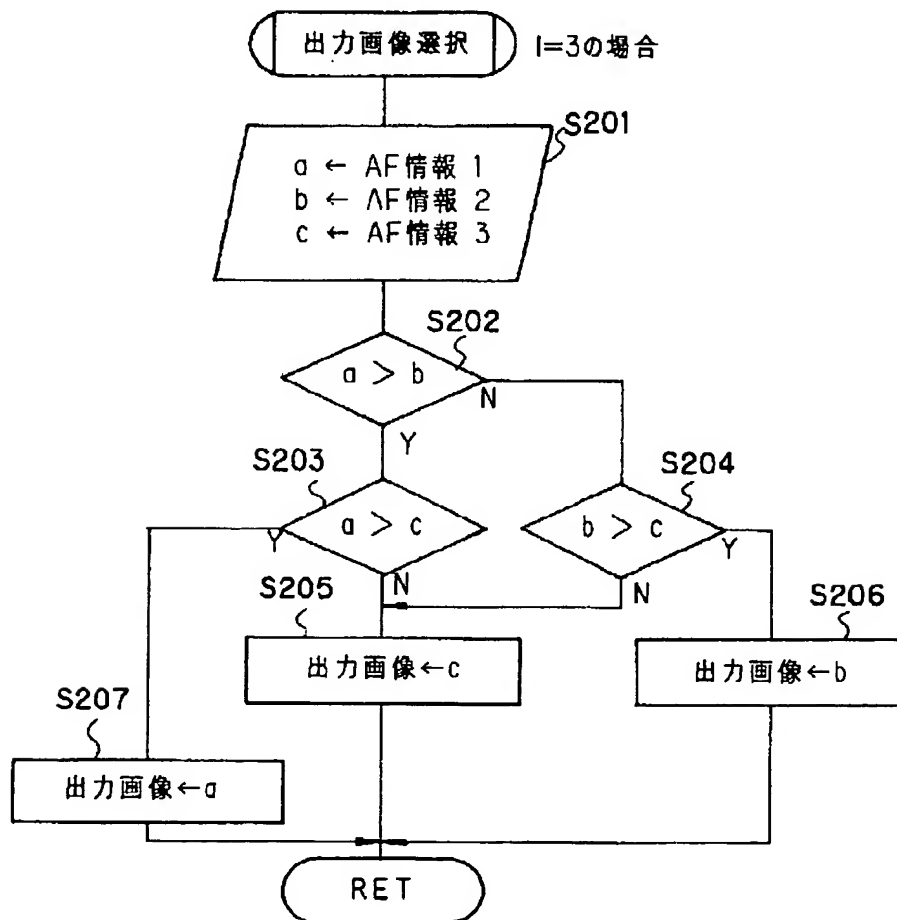 出力画像選択
I=3の場合
S201
a ← AF情報 1
b ← AF情報 2
c ← AF情報 3
S202
a > b
N
Y
S203
a > c
Y
N
S204
b > c
Y
N
S205
出力画像←c
S206
出力画像←b
S207
出力画像←a
RET